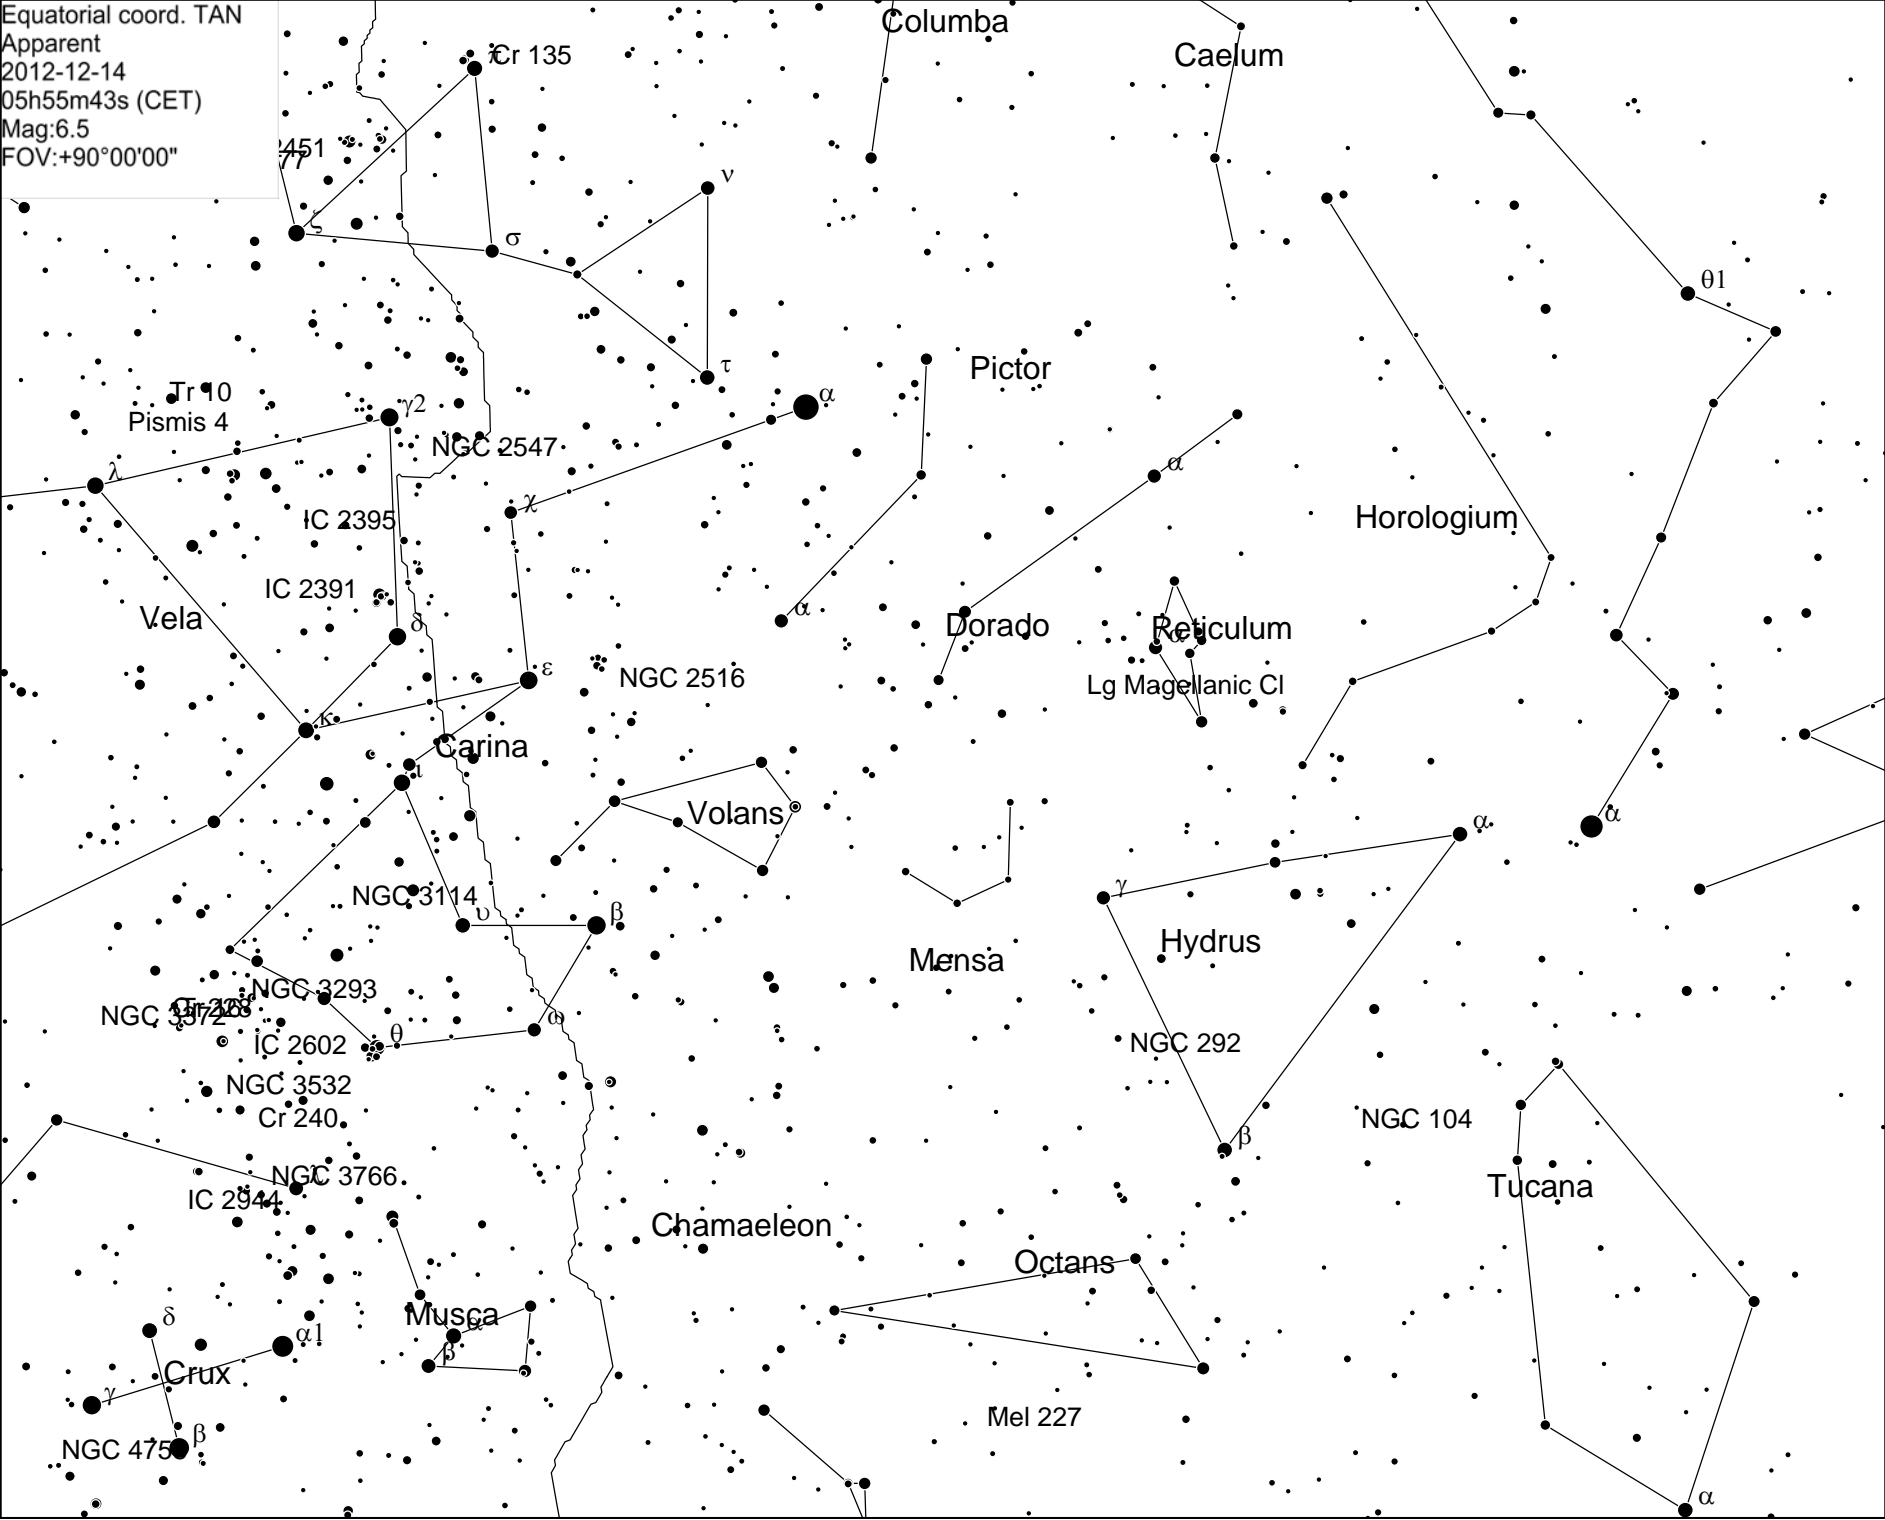 Equatorial coord. TAN
Apparent
2012-12-14
05h55m43s (CET)
Mag:6.5
FOV:+90°00'00"
Columba
Caelum
π Cr 135
2451
77
ν
ζ
σ
θ1
τ
Pictor
α
Tr 10
Pismis 4
γ2
NGC 2547
λ
α
χ
Horologium
IC 2395
IC 2391
Vela
δ
α
Dorado
Reticulum
α
ε
NGC 2516
Lg Magellanic Cl
κ
Carina
ι
Volans
α
α
NGC 3114
υ
β
γ
Hydrus
Mensa
NGC 3293
NGC 3372
ω
θ
IC 2602
NGC 292
NGC 3532
Cr 240
NGC 104
β
λ
NGC 3766
IC 2944
Tucana
Chamaeleon
Octans
Musca
δ
α1
α
β
Crux
γ
Mel 227
β
NGC 475
α